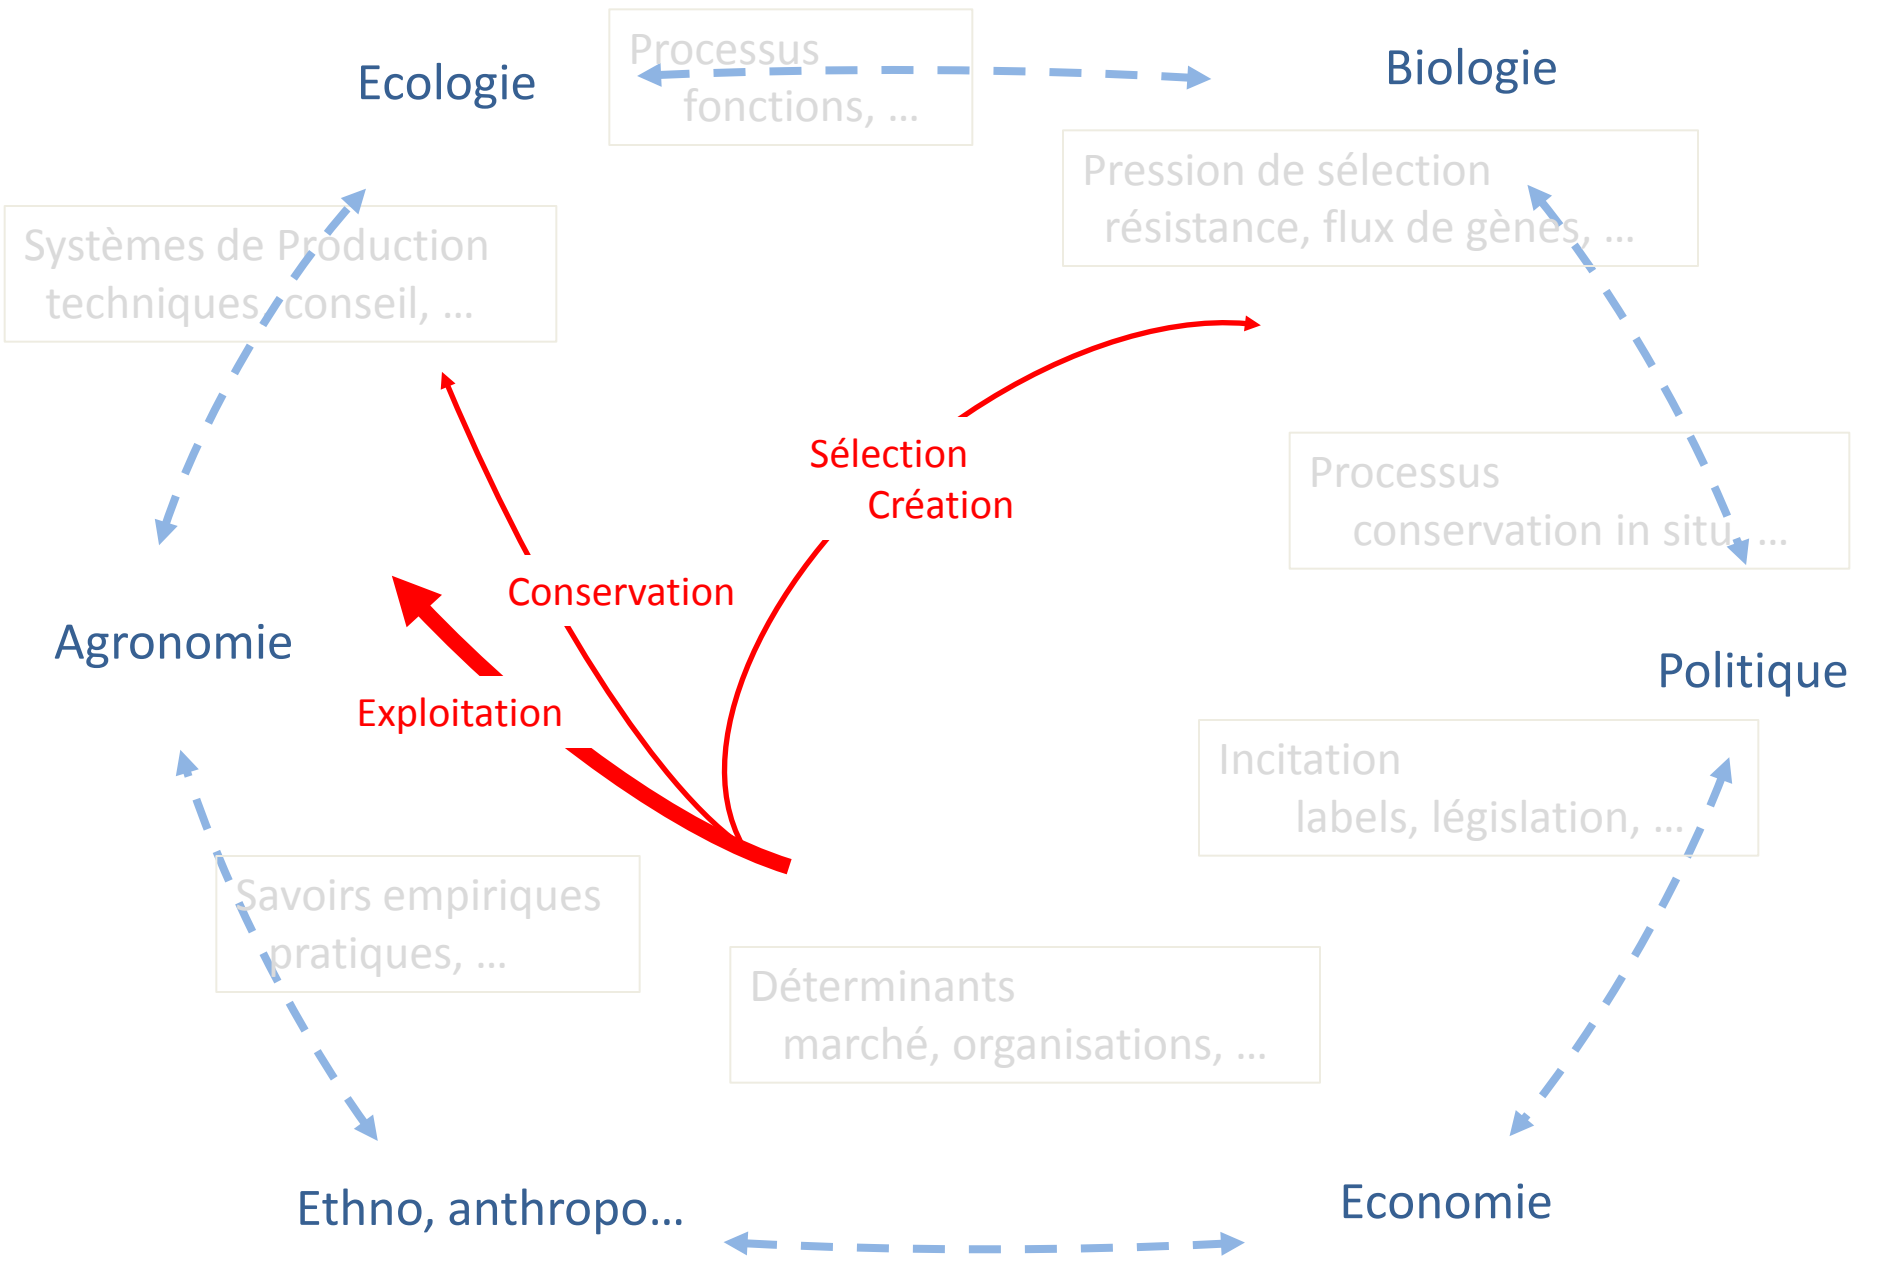 Ecologie
Processus
fonctions, ...
Biologie
Pression de sélection
résistance, flux de gènes, ...
Systèmes de Production
techniques, conseil, ...
Sélection
Création
Processus
conservation in situ, ...
Conservation
Agronomie
Politique
Exploitation
Incitation
labels, législation, ...
Savoirs empiriques
pratiques, ...
Déterminants
marché, organisations, ...
Ethno, anthropo...
Economie